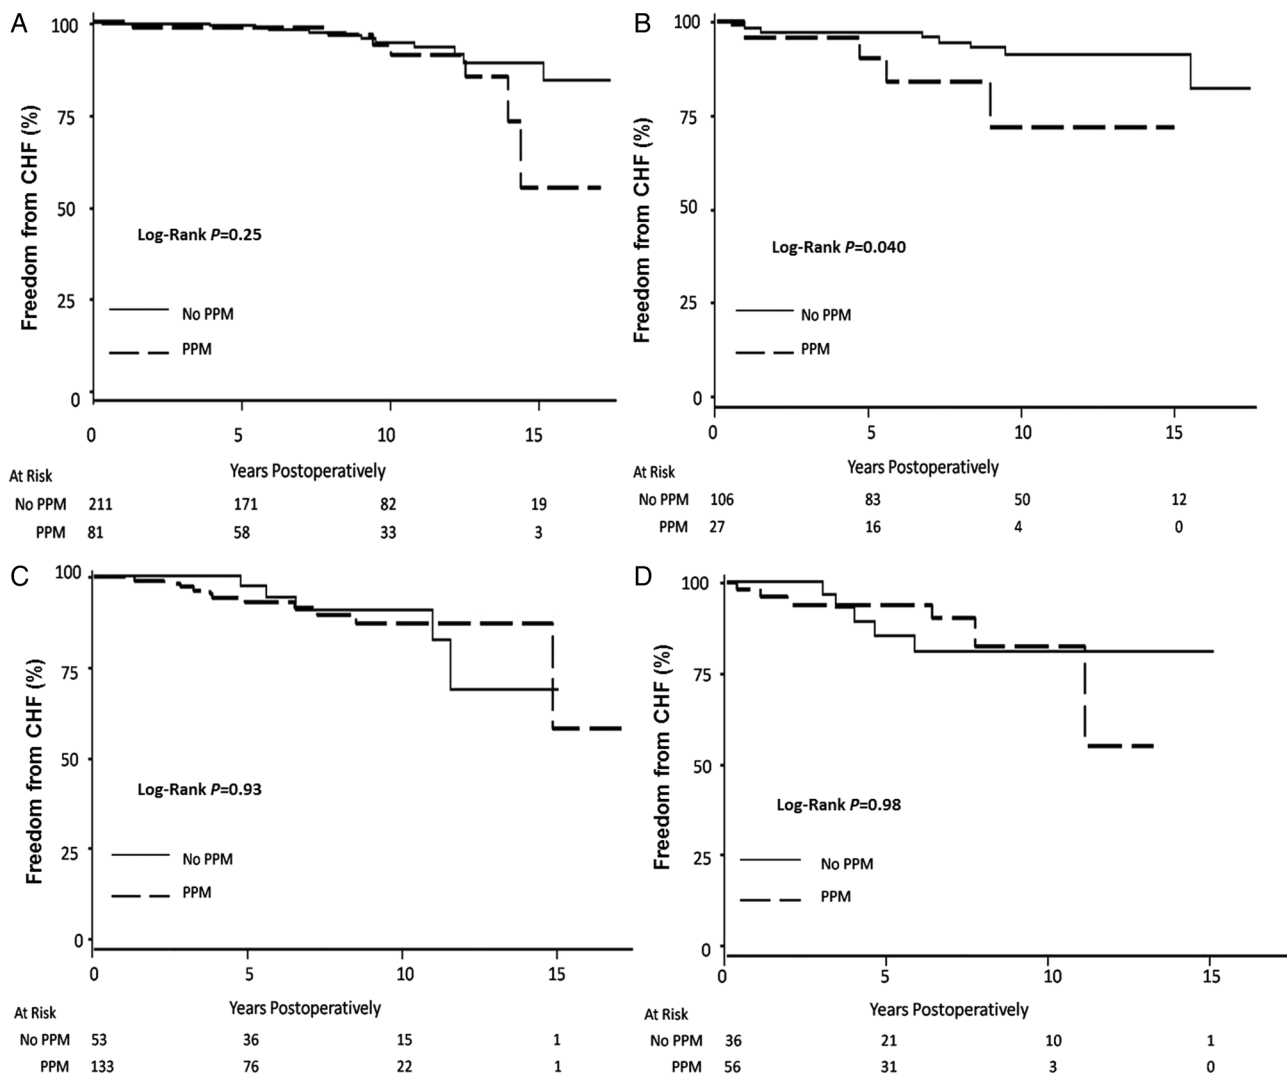 A
100
75
50
25
0
Freedom from CHF (%)
Log-Rank P=0.25
No PPM
PPM
0 5 10 15
Years Postoperatively
At Risk
No PPM 211 171 82 19
PPM 81 58 33 3
B
100
75
50
25
0
Freedom from CHF (%)
Log-Rank P=0.040
No PPM
PPM
0 5 10 15
Years Postoperatively
At Risk
No PPM 106 83 50 12
PPM 27 16 4 0
C
100
75
50
25
0
Freedom from CHF (%)
Log-Rank P=0.93
No PPM
PPM
0 5 10 15
Years Postoperatively
At Risk
No PPM 53 36 15 1
PPM 133 76 22 1
D
100
75
50
25
0
Freedom from CHF (%)
Log-Rank P=0.98
No PPM
PPM
0 5 10 15
Years Postoperatively
At Risk
No PPM 36 21 10 1
PPM 56 31 3 0